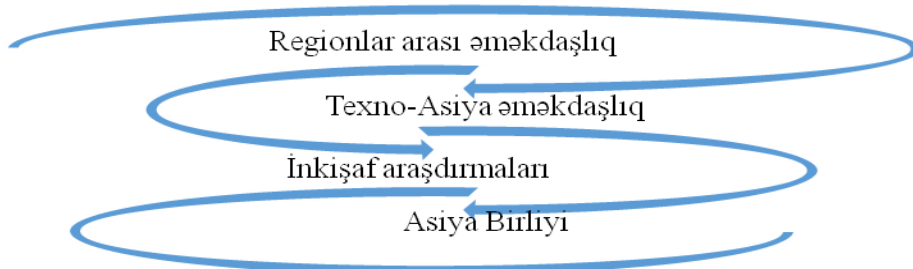 Regionlar arası əməkdaşlıq
Texno-Asiya əməkdaşlıq
İnkişaf araşdırmaları
Asiya Birliyi